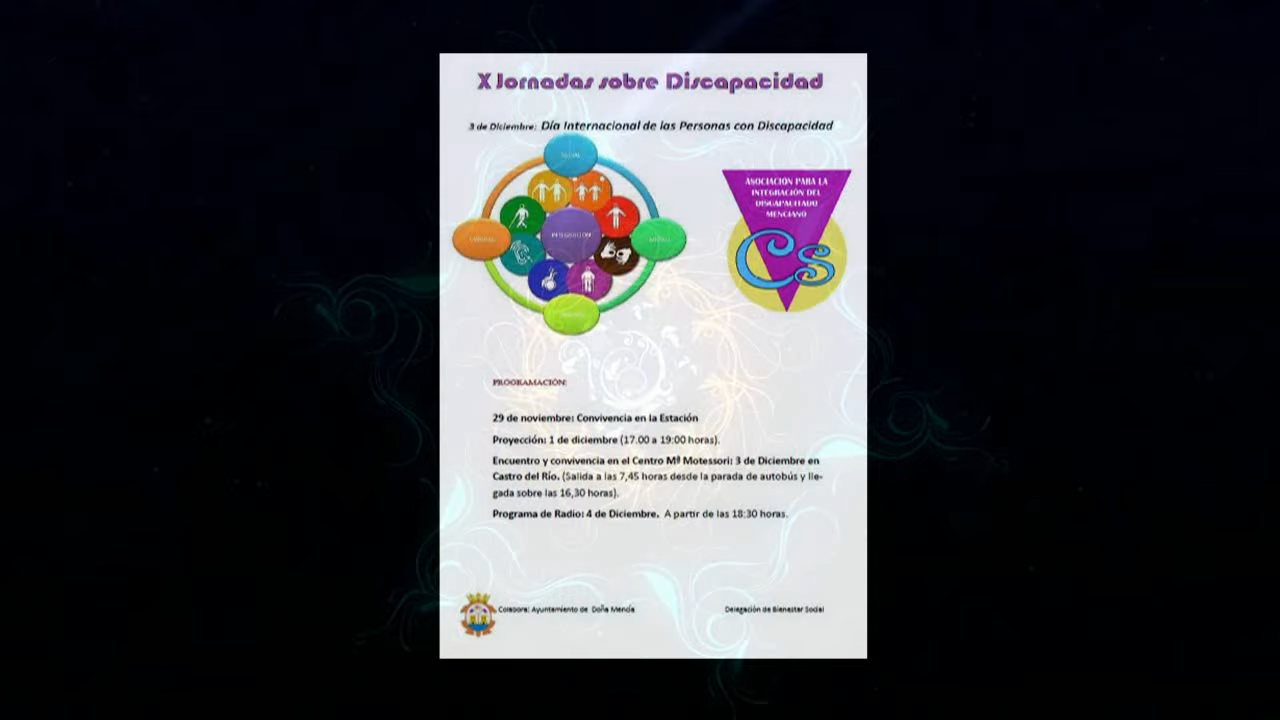 X Jornadas sobre Discapacidad
3 de Diciembre: Día Internacional de las Personas con Discapacidad
SOCIAL
INTEGRACIÓN
ASOCIACIÓN PARA LA
INTEGRACIÓN DEL
DISCAPACITADO
MENCIANO
Cs
PROGRAMACIÓN:
29 de noviembre: Convivencia en la Estación
Proyección: 1 de diciembre (17.00 a 19:00 horas).
Encuentro y convivencia en el Centro Mª Motessori: 3 de Diciembre en
Castro del Río. (Salida a las 7,45 horas desde la parada de autobús y lle-
gada sobre las 16,30 horas).
Programa de Radio: 4 de Diciembre. A partir de las 18:30 horas.
Colabora: Ayuntamiento de Doña Mencía
Delegación de Bienestar Social